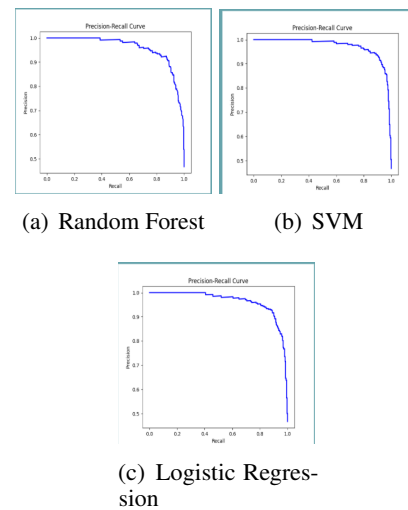 Precision-Recall Curve
1.0
0.9
0.8
0.7
0.6
0.5
Precision
0.0 0.2 0.4 0.6 0.8 1.0
Recall
(a) Random Forest
Precision-Recall Curve
1.0
0.9
0.8
0.7
0.6
0.5
Precision
0.0 0.2 0.4 0.6 0.8 1.0
Recall
(b) SVM
Precision-Recall Curve
1.0
0.9
0.8
0.7
0.6
0.5
Precision
0.0 0.2 0.4 0.6 0.8 1.0
Recall
(c) Logistic Regres-
sion